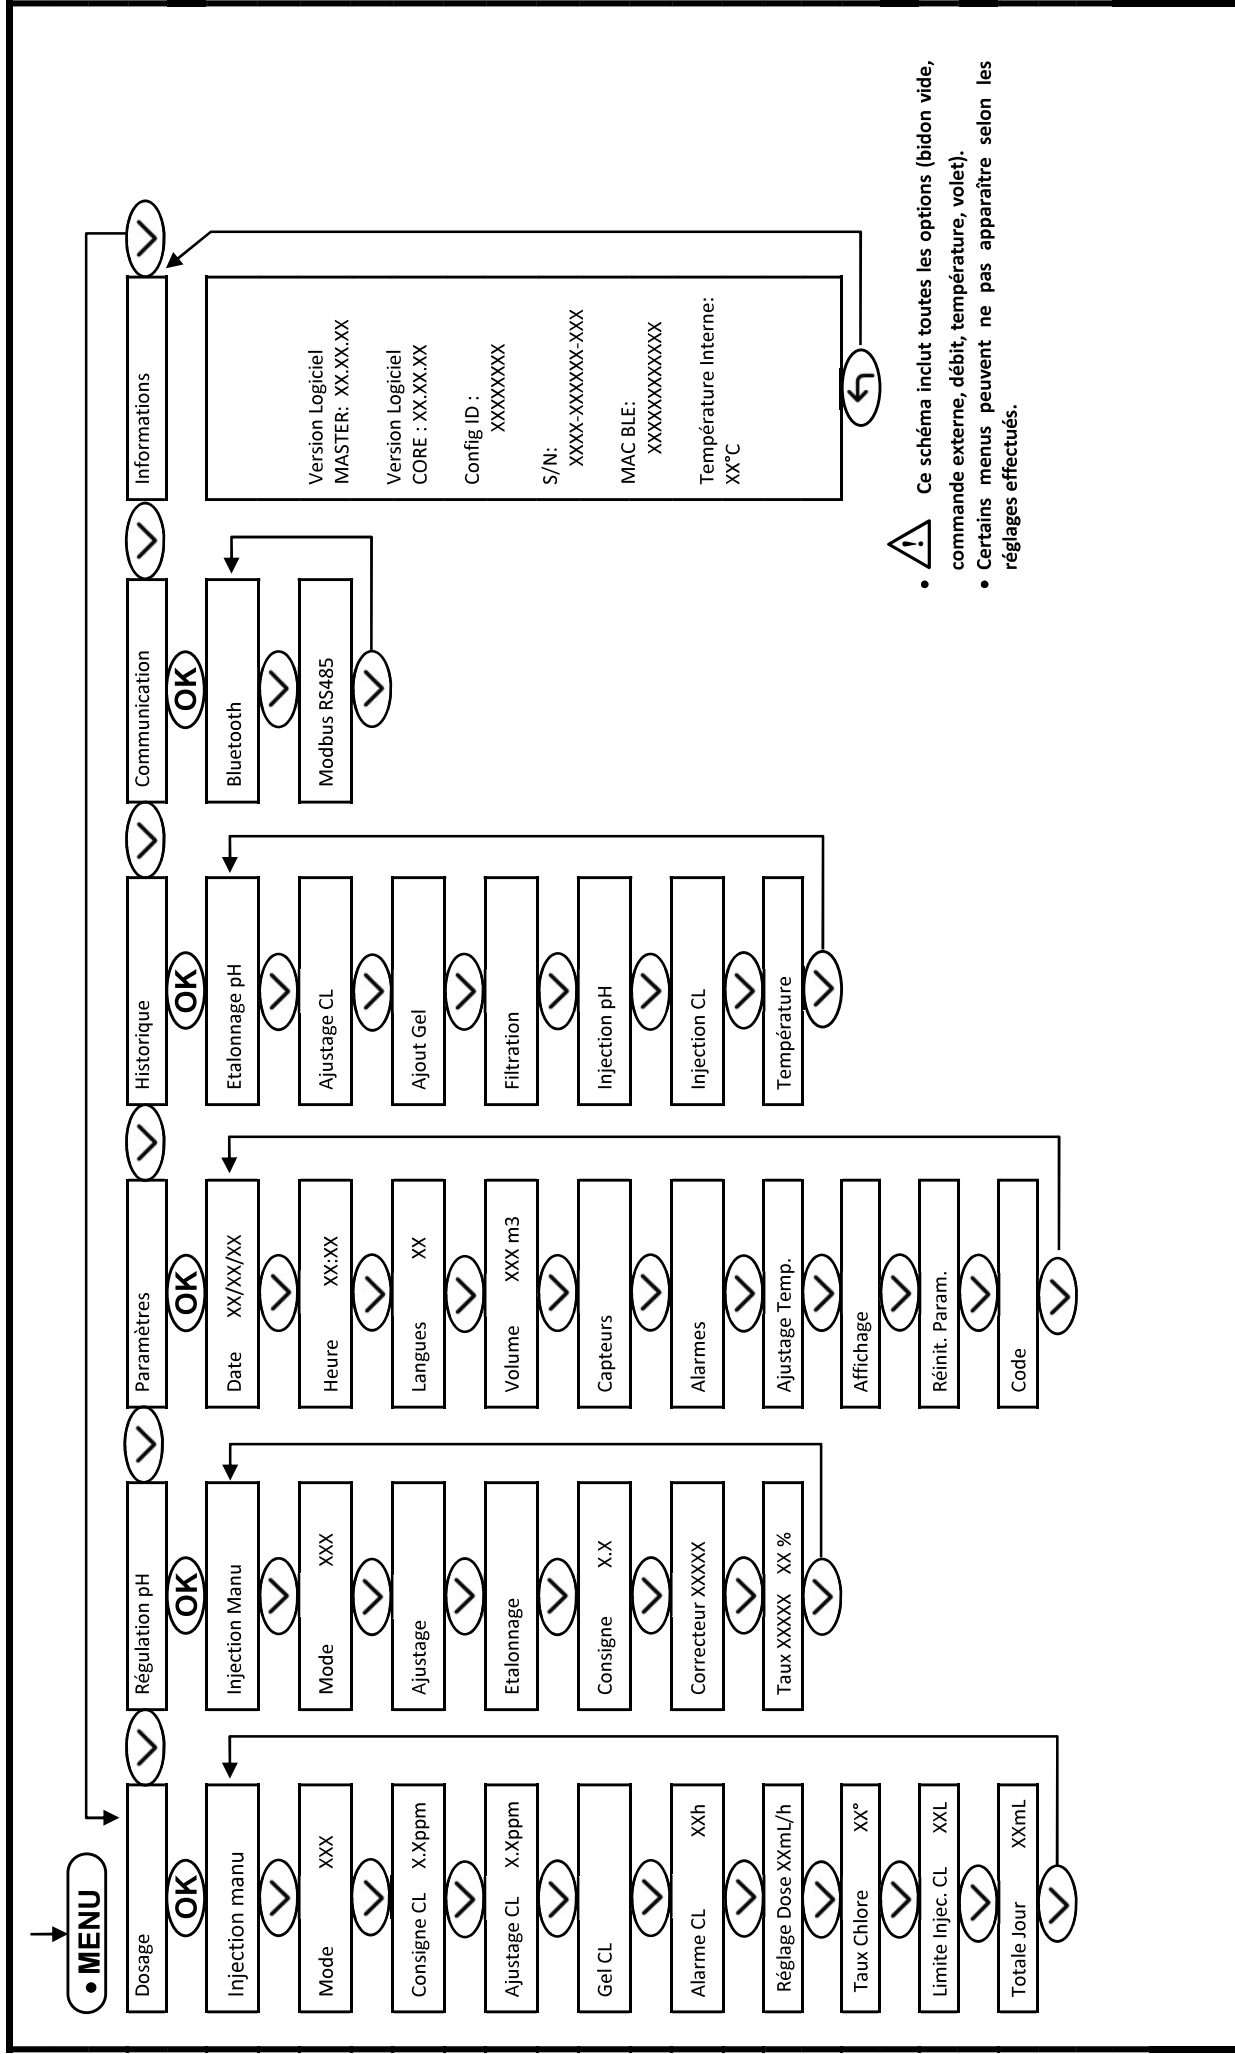 • MENU
Dosage
OK
Injection manu
Mode XXX
Consigne CL X.Xppm
Ajustage CL X.Xppm
Gel CL
Alarme CL XXh
Réglage Dose XXmL/h
Taux Chlore XX°
Limite Injec. CL XXL
Totale Jour XXmL
Régulation pH
OK
Injection Manu
Mode XXX
Ajustage
Etalonnage
Consigne X.X
Correcteur XXXXX
Taux XXXXX XX %
Paramètres
OK
Date XX/XX/XX
Heure XX:XX
Langues XX
Volume XXX m3
Capteurs
Alarmes
Ajustage Temp.
Affichage
Réinit. Param.
Code
Historique
OK
Etalonnage pH
Ajustage CL
Ajout Gel
Filtration
Injection pH
Injection CL
Température
Communication
OK
Bluetooth
Modbus RS485
Informations
Version Logiciel
MASTER: XX.XX.XX
Version Logiciel
CORE : XX.XX.XX
Config ID :
XXXXXXXX
S/N:
XXXX-XXXXXX-XXX
MAC BLE:
XXXXXXXXXXXX
Température Interne:
XX°C
• Ce schéma inclut toutes les options (bidon vide,
commande externe, débit, température, volet).
• Certains menus peuvent ne pas apparaître selon les
réglages effectués.